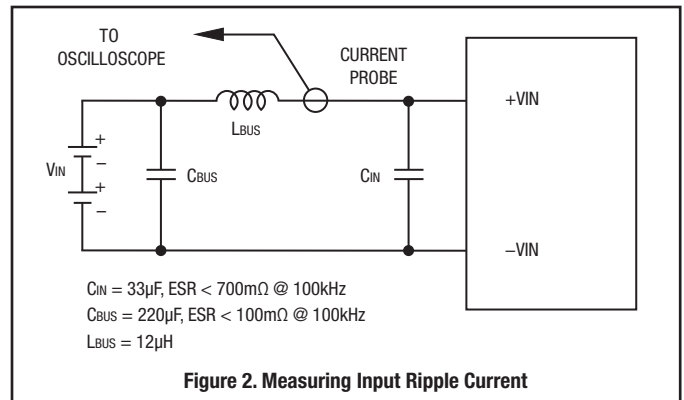 TO
OSCILLOSCOPE
CURRENT
PROBE
+VIN
LBUS
+
VIN
–
+
–
CBUS
CIN
–VIN
CIN = 33µF, ESR < 700mΩ @ 100kHz
CBUS = 220µF, ESR < 100mΩ @ 100kHz
LBUS = 12µH
Figure 2. Measuring Input Ripple Current